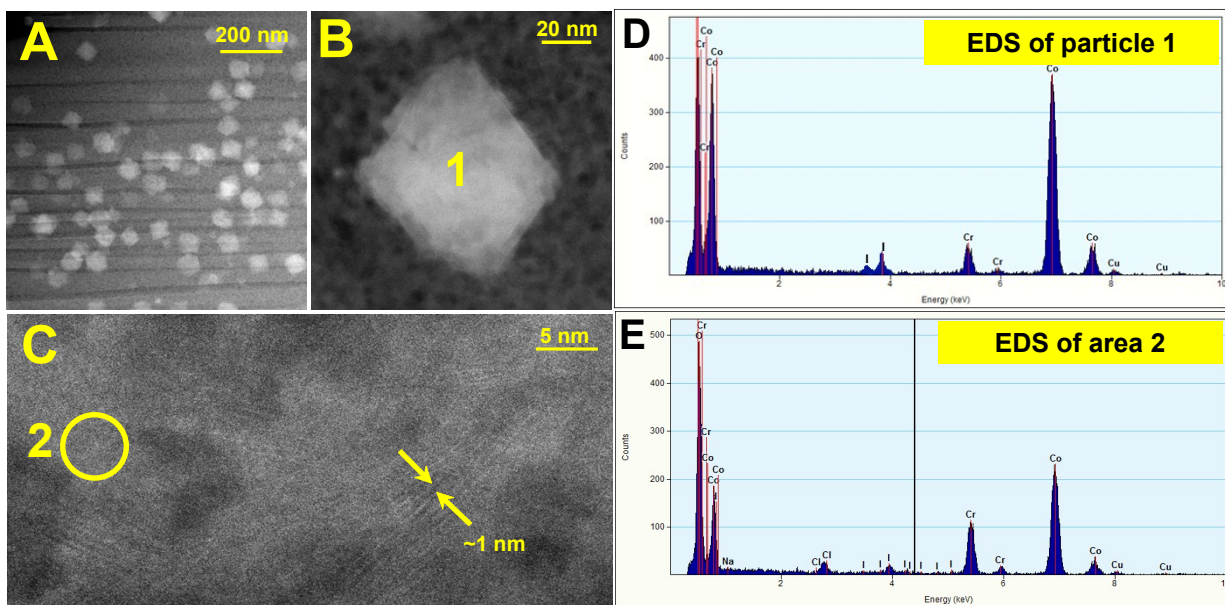 A
200 nm
B
20 nm
1
C
5 nm
2
~1 nm
D
EDS of particle 1
Co
Cr
Co
Co
Cr
I
I
Cr
Cr
Co
Co
Cu
Cu
400
300
200
100
Counts
2
4
6
8
10
Energy (keV)
E
EDS of area 2
Cr
O
Cr
Co
Co
Co
Na
Cl
Cl
I
I
I
I
I
I
I
I
Cr
Cr
Co
Co
Cu
Cu
500
400
300
200
100
Counts
2
4
6
8
Energy (keV)